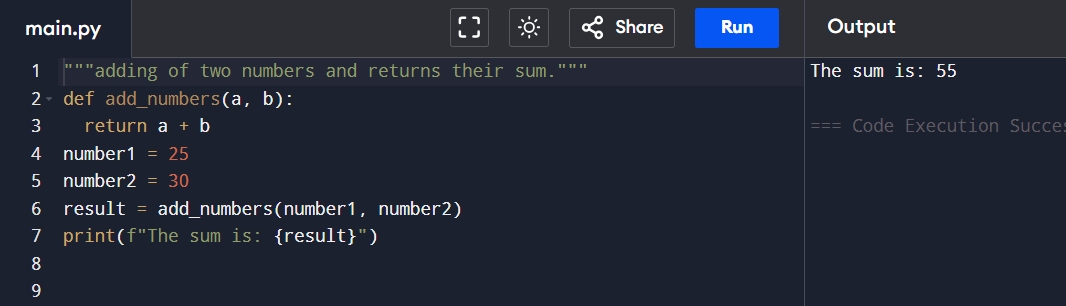 main.py Share Run Output
1 """adding of two numbers and returns their sum."""
2 def add_numbers(a, b):
3   return a + b
4 number1 = 25
5 number2 = 30
6 result = add_numbers(number1, number2)
7 print(f"The sum is: {result}")
8
9
The sum is: 55
=== Code Execution Succes